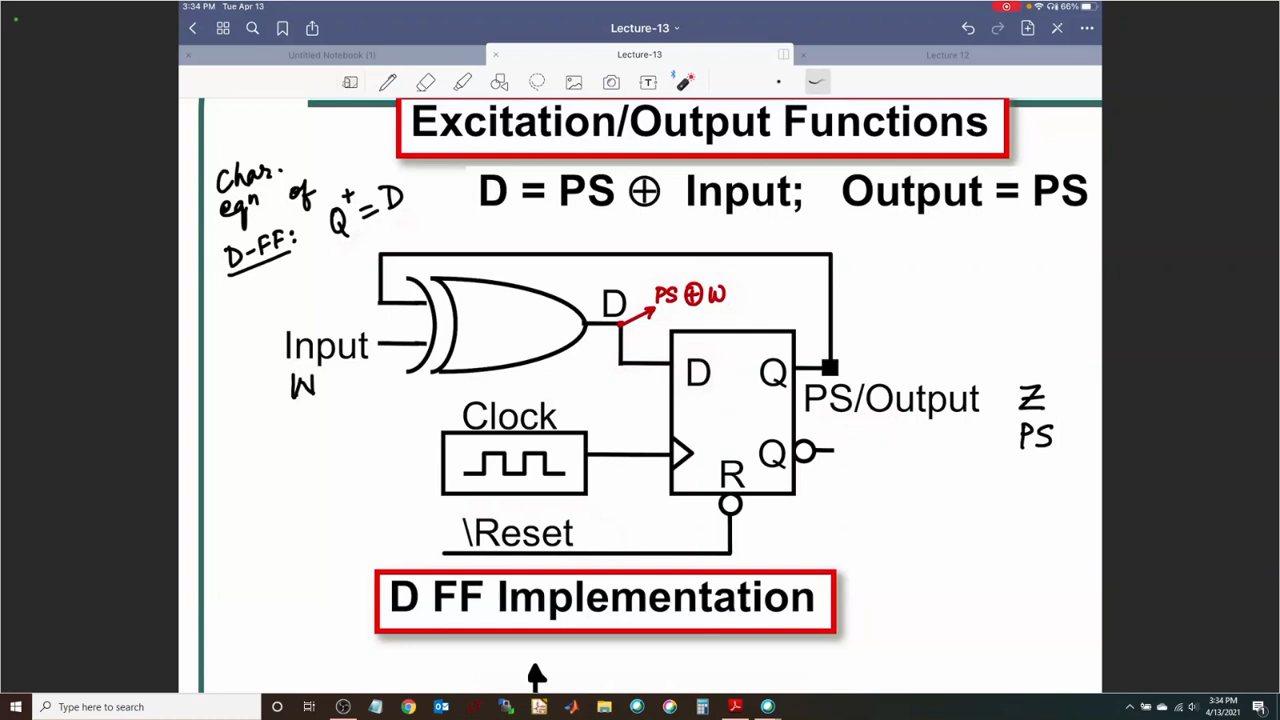 3:34 PM Tue Apr 13
66%
Lecture-13
Untitled Notebook (1)
Lecture-13
Lecture 12
Excitation/Output Functions
D = PS ⊕ Input; Output = PS
Char.
eqⁿ of Q⁺ = D
D-FF:
D
PS ⊕ W
Input
W
D Q
PS/Output Z
PS
Clock
Q
R
\Reset
D FF Implementation
Type here to search
3:34 PM
4/13/2021